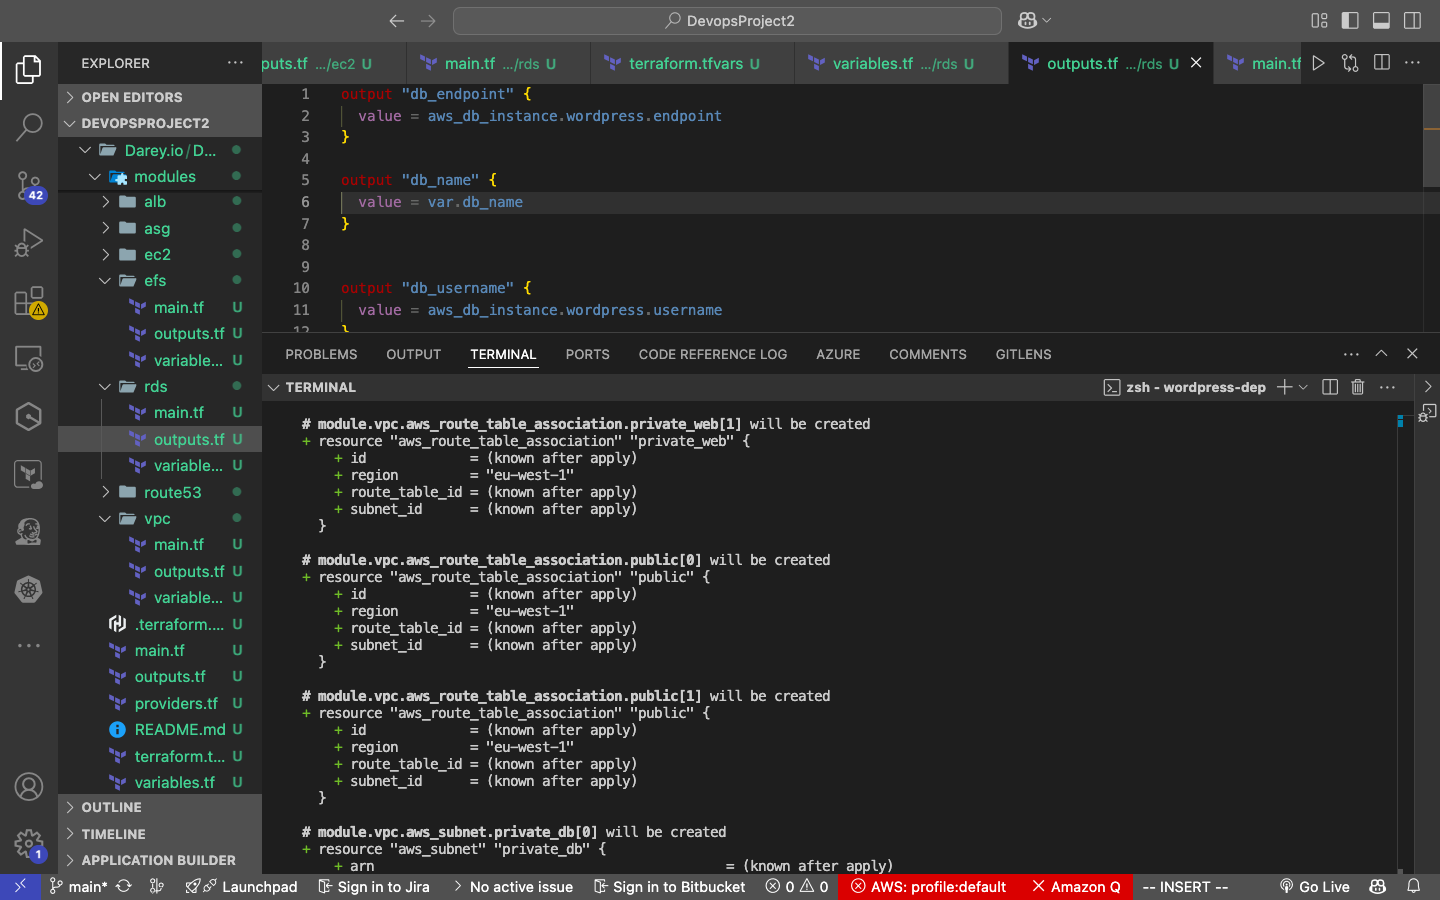 DevopsProject2
EXPLORER
OPEN EDITORS
DEVOPSPROJECT2
Darey.io / D...
modules
alb
asg
ec2
efs
main.tf U
outputs.tf U
variable... U
rds
main.tf U
outputs.tf U
variable... U
route53
vpc
main.tf U
outputs.tf U
variable... U
.terraform.... U
main.tf U
outputs.tf U
providers.tf U
README.md U
terraform.t... U
variables.tf U
OUTLINE
TIMELINE
APPLICATION BUILDER
42
1
puts.tf .../ec2 U
main.tf .../rds U
terraform.tfvars U
variables.tf .../rds U
outputs.tf .../rds U
main.tf
1 output "db_endpoint" {
2 value = aws_db_instance.wordpress.endpoint
3 }
4
5 output "db_name" {
6 value = var.db_name
7 }
8
9
10 output "db_username" {
11 value = aws_db_instance.wordpress.username
12 }
PROBLEMS OUTPUT TERMINAL PORTS CODE REFERENCE LOG AZURE COMMENTS GITLENS
TERMINAL
zsh - wordpress-dep
# module.vpc.aws_route_table_association.private_web[1] will be created
+ resource "aws_route_table_association" "private_web" {
+ id = (known after apply)
+ region = "eu-west-1"
+ route_table_id = (known after apply)
+ subnet_id = (known after apply)
}
# module.vpc.aws_route_table_association.public[0] will be created
+ resource "aws_route_table_association" "public" {
+ id = (known after apply)
+ region = "eu-west-1"
+ route_table_id = (known after apply)
+ subnet_id = (known after apply)
}
# module.vpc.aws_route_table_association.public[1] will be created
+ resource "aws_route_table_association" "public" {
+ id = (known after apply)
+ region = "eu-west-1"
+ route_table_id = (known after apply)
+ subnet_id = (known after apply)
}
# module.vpc.aws_subnet.private_db[0] will be created
+ resource "aws_subnet" "private_db" {
+ arn = (known after apply)
main* Launchpad Sign in to Jira No active issue Sign in to Bitbucket 0 0 AWS: profile:default Amazon Q -- INSERT -- Go Live